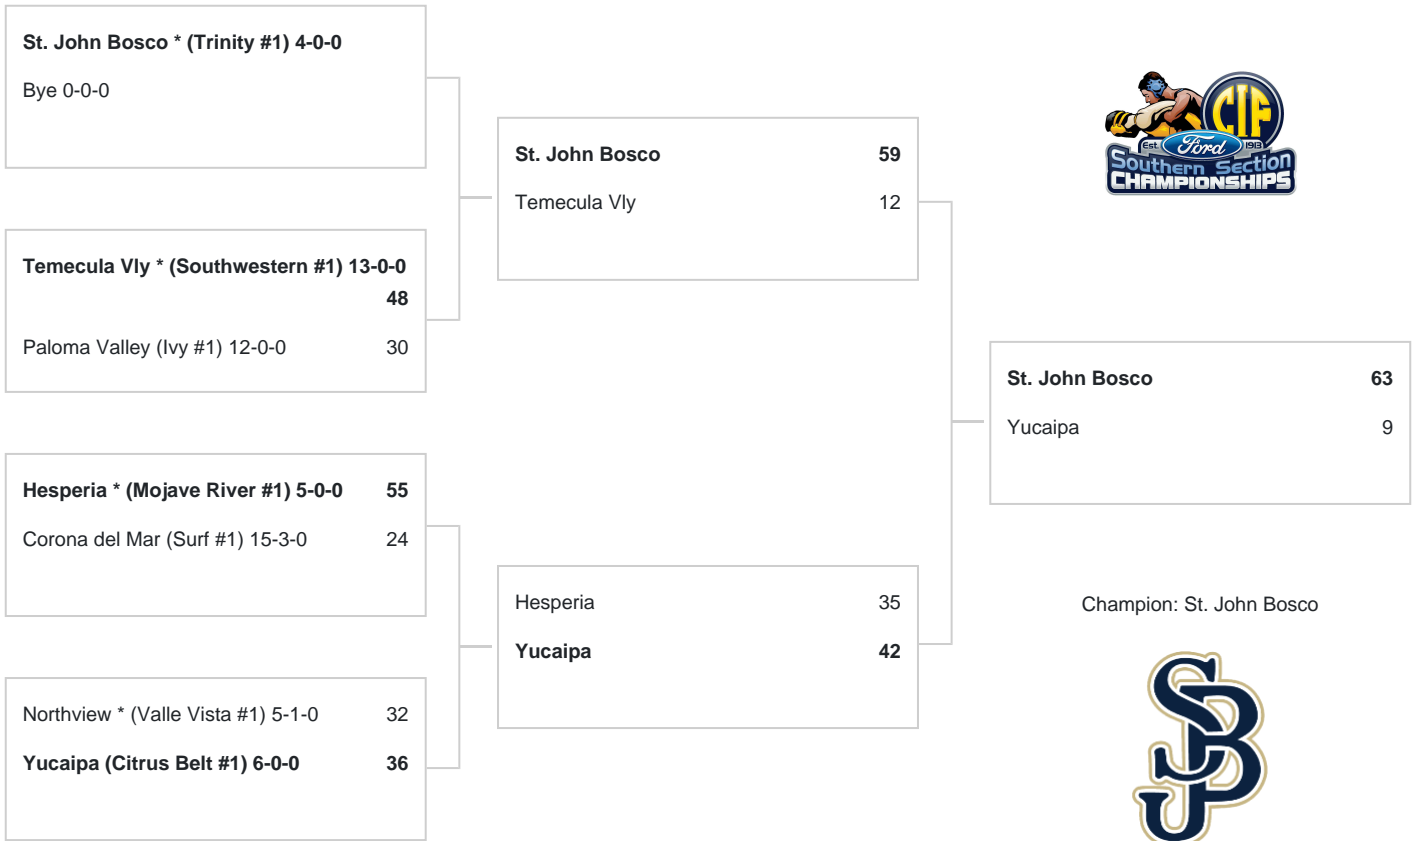 St. John Bosco * (Trinity #1) 4-0-0
Bye 0-0-0
Temecula Vly * (Southwestern #1) 13-0-0
48
Paloma Valley (Ivy #1) 12-0-0 30
Hesperia * (Mojave River #1) 5-0-0 55
Corona del Mar (Surf #1) 15-3-0 24
Northview * (Valle Vista #1) 5-1-0 32
Yucaipa (Citrus Belt #1) 6-0-0 36
St. John Bosco 59
Temecula Vly 12
Hesperia 35
Yucaipa 42
CIF
Est. Ford 1913
Southern Section
CHAMPIONSHIPS
St. John Bosco 63
Yucaipa 9
Champion: St. John Bosco
SJB